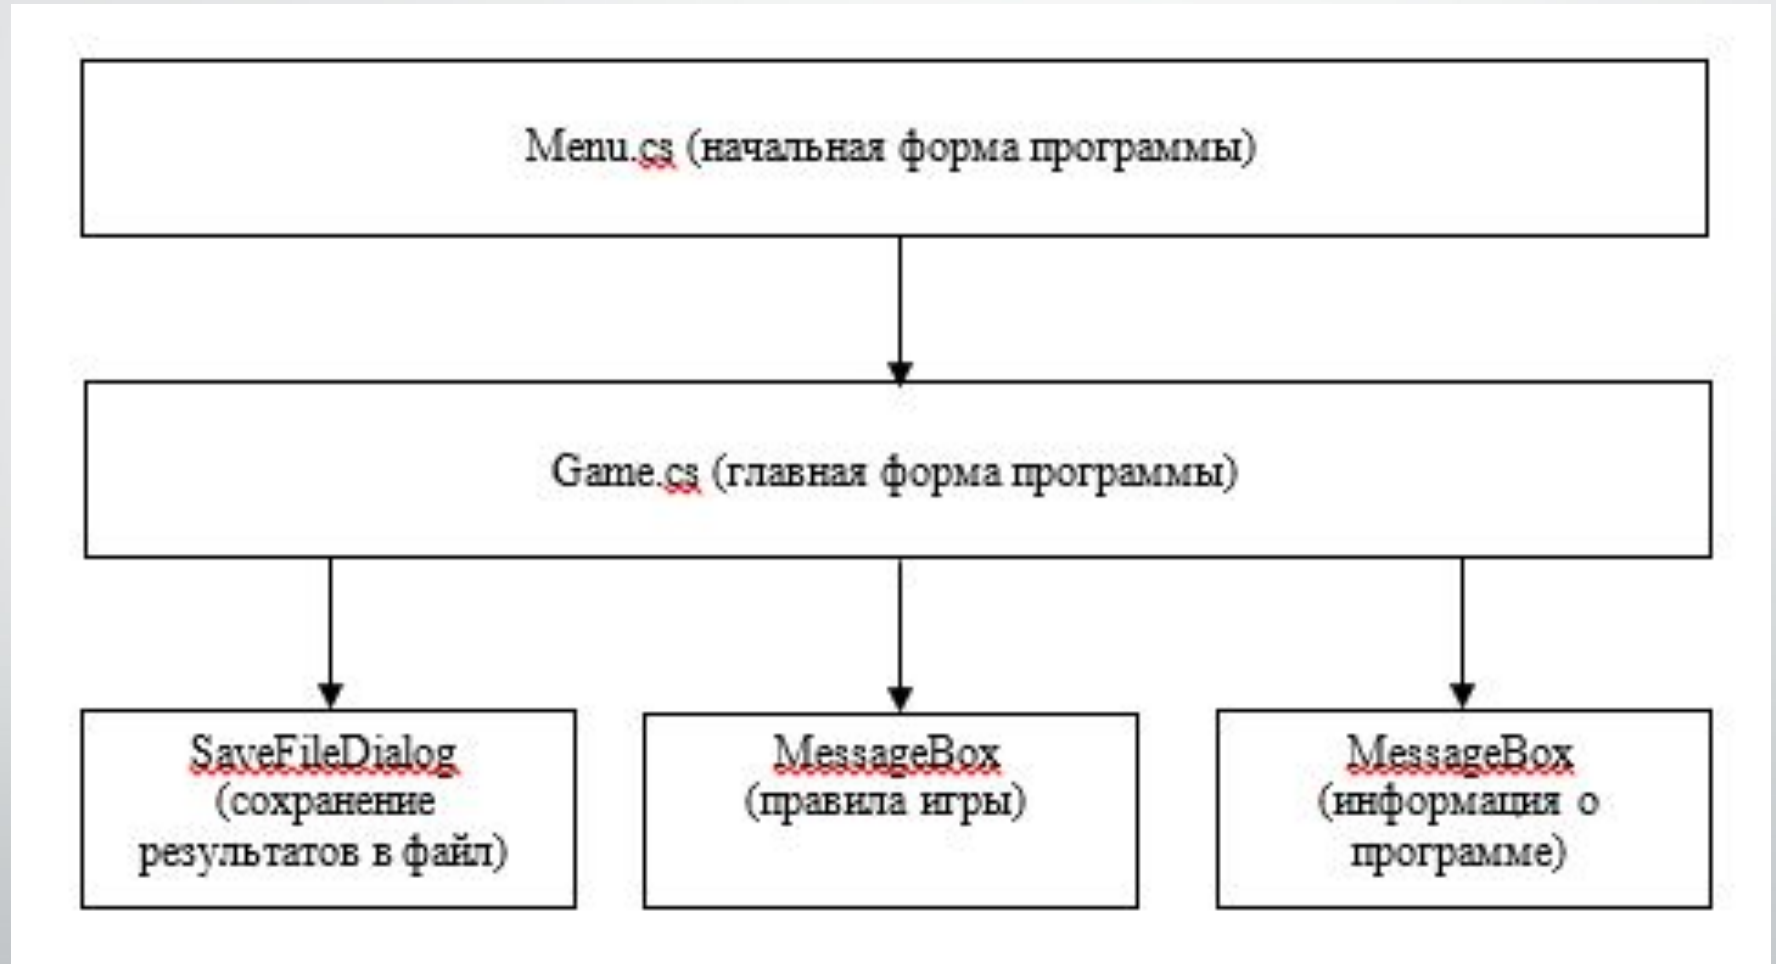 Menu.cs (начальная форма программы)
Game.cs (главная форма программы)
SaveFileDialog
(сохранение
результатов в файл)
MessageBox
(правила игры)
MessageBox
(информация о
программе)